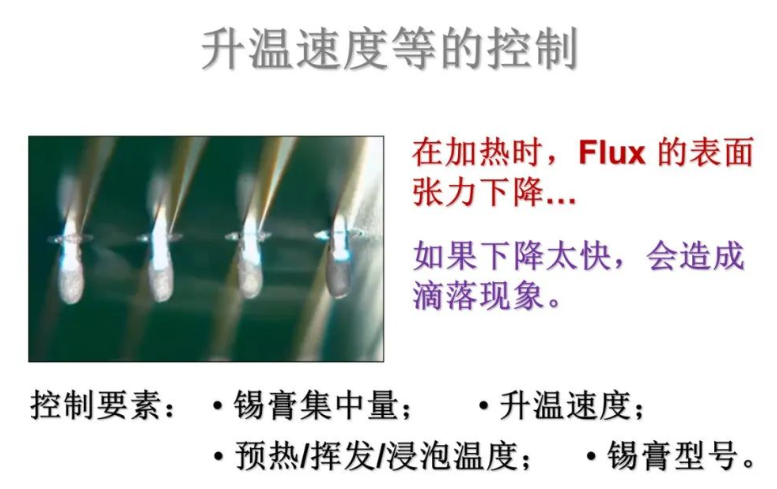 升温速度等的控制
在加热时，Flux 的表面
张力下降…
如果下降太快，会造成
滴落现象。
控制要素： • 锡膏集中量； • 升温速度；
• 预热/挥发/浸泡温度； • 锡膏型号。